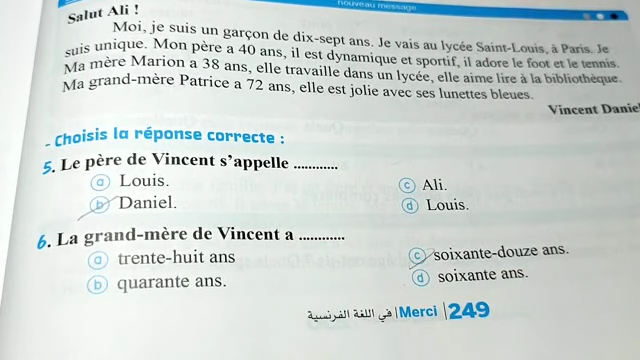 nouveau message
Salut Ali !
Moi, je suis un garçon de dix-sept ans. Je vais au lycée Saint-Louis, à Paris. Je
suis unique. Mon père a 40 ans, il est dynamique et sportif, il adore le foot et le tennis.
Ma mère Marion a 38 ans, elle travaille dans un lycée, elle aime lire à la bibliothèque.
Ma grand-mère Patrice a 72 ans, elle est jolie avec ses lunettes bleues.
Vincent Daniel
- Choisis la réponse correcte :
5. Le père de Vincent s'appelle ............
a Louis.
c Ali.
b Daniel.
d Louis.
6. La grand-mère de Vincent a ............
a trente-huit ans
c soixante-douze ans.
b quarante ans.
d soixante ans.
في اللغة الفرنسية | Merci | 249